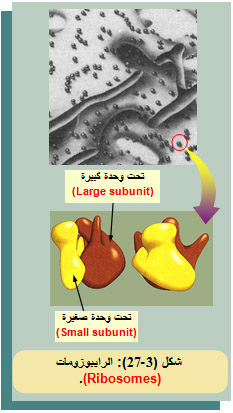 تحت وحدة كبيرة
(Large subunit)
تحت وحدة صغيرة
(Small subunit)
شكل (3-27): الرايبوزومات
(Ribosomes).